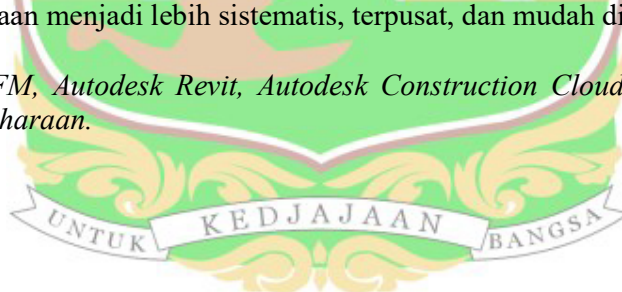 aan menjadi lebih sistematis, terpusat, dan mudah di
FM, Autodesk Revit, Autodesk Construction Cloud
haraan.
UNTUK KEDJAJAAN BANGSA